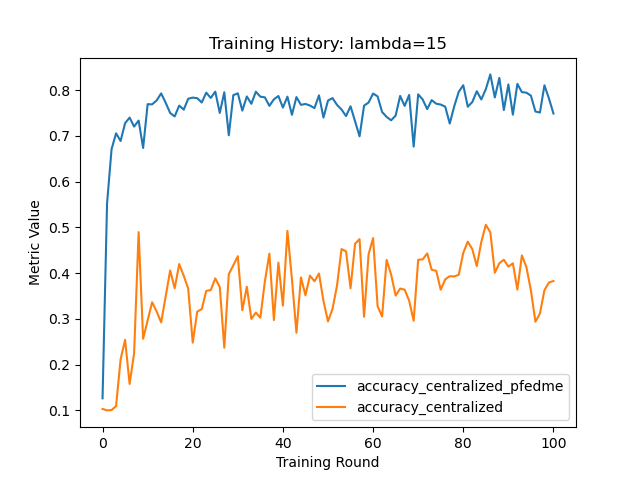 Training History: lambda=15
Metric Value
0.8
0.7
0.6
0.5
0.4
0.3
0.2
0.1
accuracy_centralized_pfedme
accuracy_centralized
0 20 40 60 80 100
Training Round